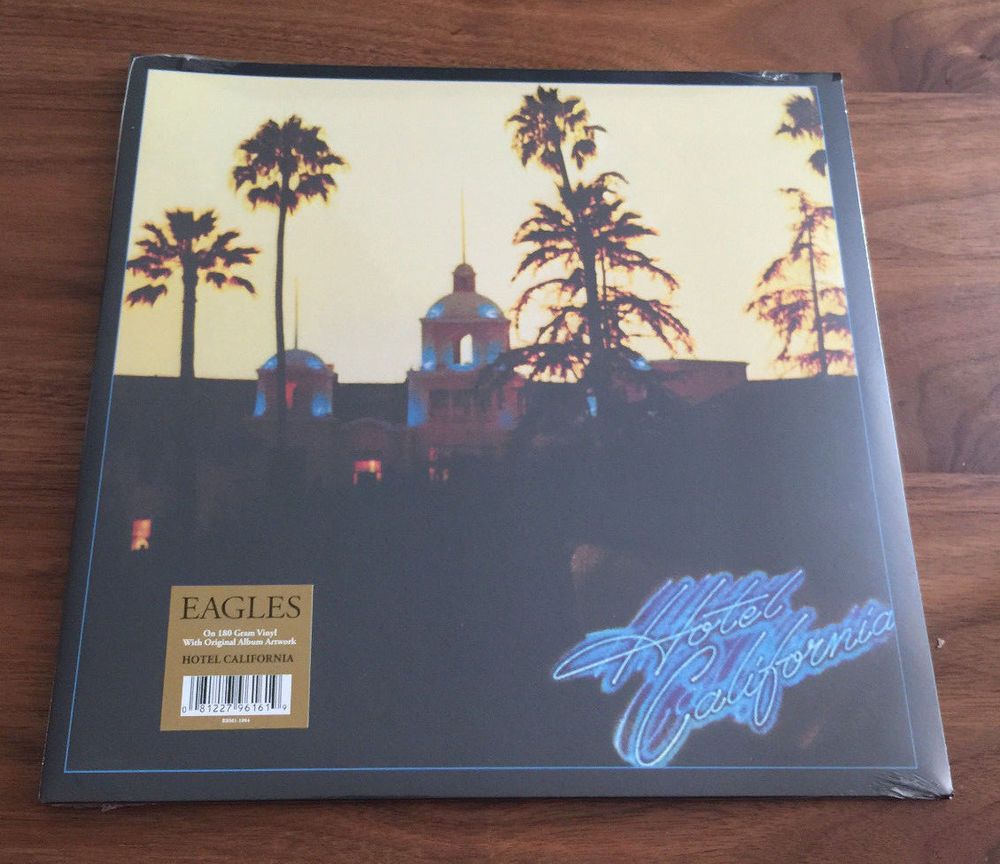 EAGLES
On 180 Gram Vinyl
With Original Album Artwork
HOTEL CALIFORNIA
0 81227 96161 9
Hotel
California